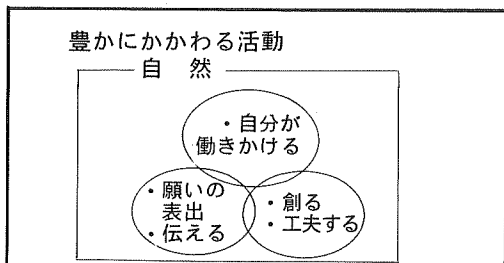 豊かにかかわる活動
自 然
・自分が
働きかける
・願いの
表出
・伝える
・創る
・工夫する